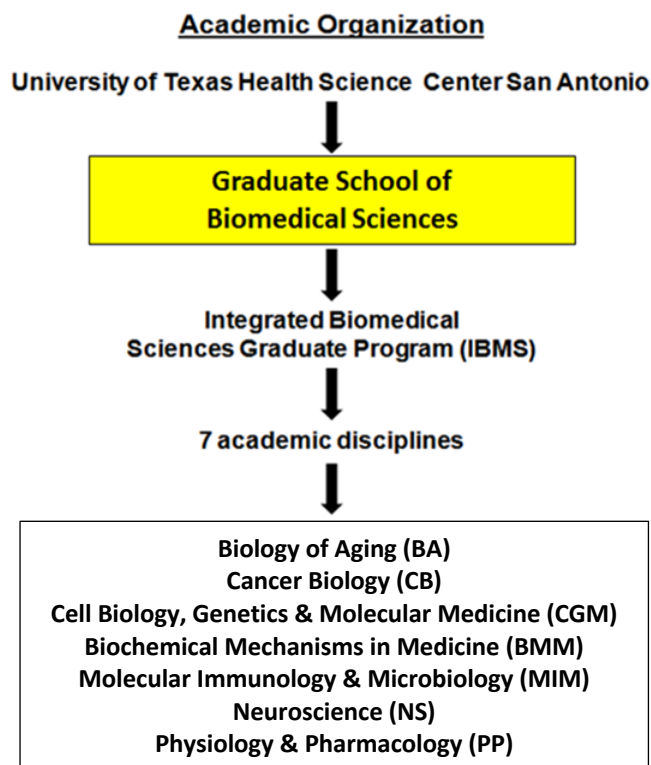 Academic Organization
University of Texas Health Science Center San Antonio
Graduate School of
Biomedical Sciences
Integrated Biomedical
Sciences Graduate Program (IBMS)
7 academic disciplines
Biology of Aging (BA)
Cancer Biology (CB)
Cell Biology, Genetics & Molecular Medicine (CGM)
Biochemical Mechanisms in Medicine (BMM)
Molecular Immunology & Microbiology (MIM)
Neuroscience (NS)
Physiology & Pharmacology (PP)